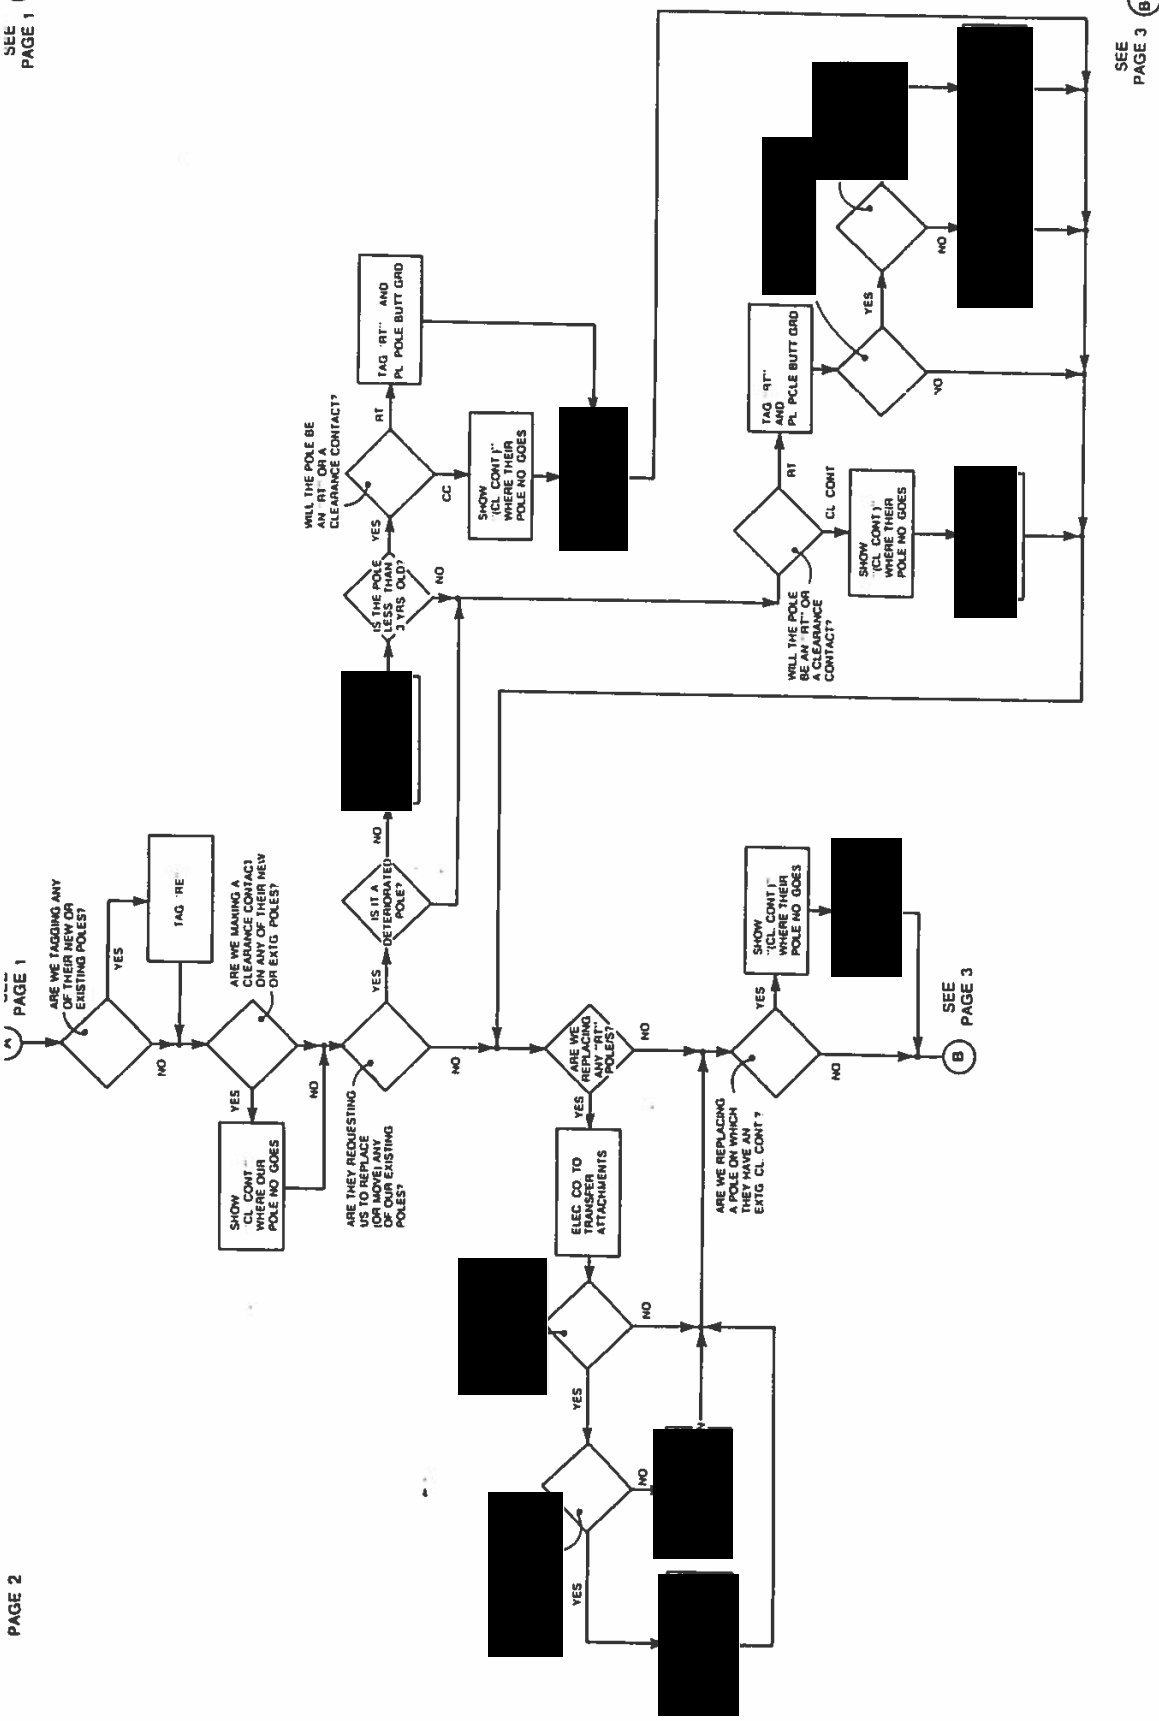 PAGE 2
PAGE 1
A
ARE WE TAGGING ANY
OF THEIR NEW OR
EXISTING POLES?
YES
NO
TAG "RE"
ARE WE MAKING A
CLEARANCE CONTACT
ON ANY OF THEIR NEW
OR EXTG POLES?
YES
NO
SHOW
"CL CONT"
WHERE OUR
POLE NO GOES
ARE THEY REQUESTING
US TO REPLACE
(OR MOVE) ANY
OF OUR EXISTING
POLES?
YES
NO
IS IT A
DETERIORATED
POLE?
NO
IS THE POLE
LESS THAN
3 YRS OLD?
YES
NO
WILL THE POLE BE
AN "RT" OR A
CLEARANCE CONTACT?
RT
CC
TAG "RT" AND
PL POLE BUTT GRD
SHOW
"(CL CONT)"
WHERE THEIR
POLE NO GOES
WILL THE POLE
BE AN "RT" OR
A CLEARANCE
CONTACT?
RT
CL CONT
TAG "RT"
AND
PL POLE BUTT GRD
SHOW
"(CL CONT)"
WHERE THEIR
POLE NO GOES
YES
NO
NO
ARE WE
REPLACING
ANY "RT"
POLE/S?
YES
NO
ELEC CO TO
TRANSFER
ATTACHMENTS
YES
NO
YES
NO
ARE WE REPLACING
A POLE ON WHICH
THEY HAVE AN
EXTG CL CONT ?
YES
NO
SHOW
"(CL CONT)"
WHERE THEIR
POLE NO GOES
B
SEE
PAGE 3
SEE
PAGE 1
SEE
PAGE 3
B